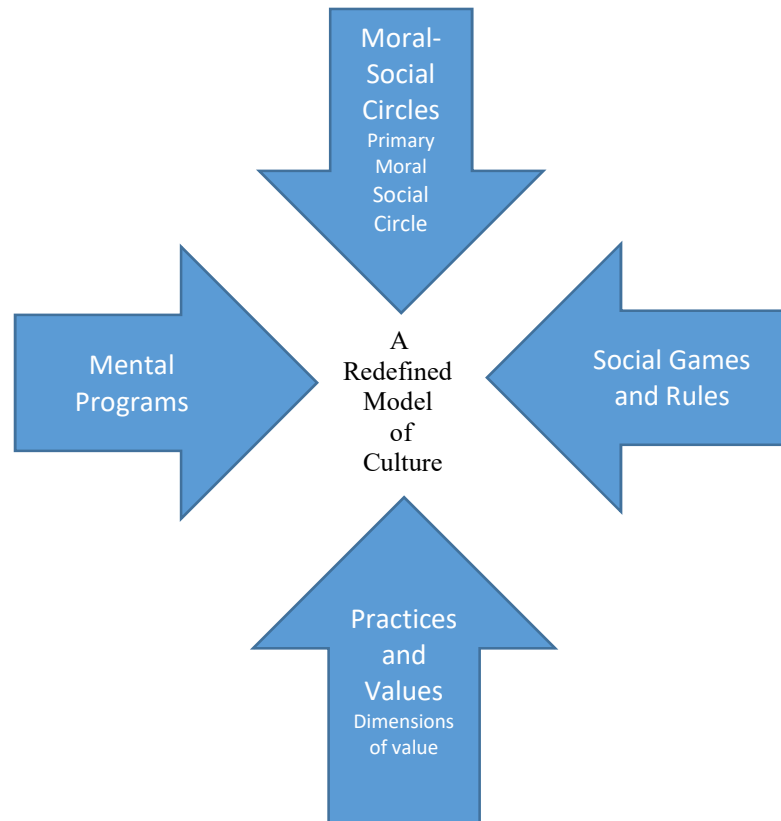 Moral-
Social
Circles
Primary
Moral
Social
Circle
Mental
Programs
A
Redefined
Model
of
Culture
Social Games
and Rules
Practices
and
Values
Dimensions
of value